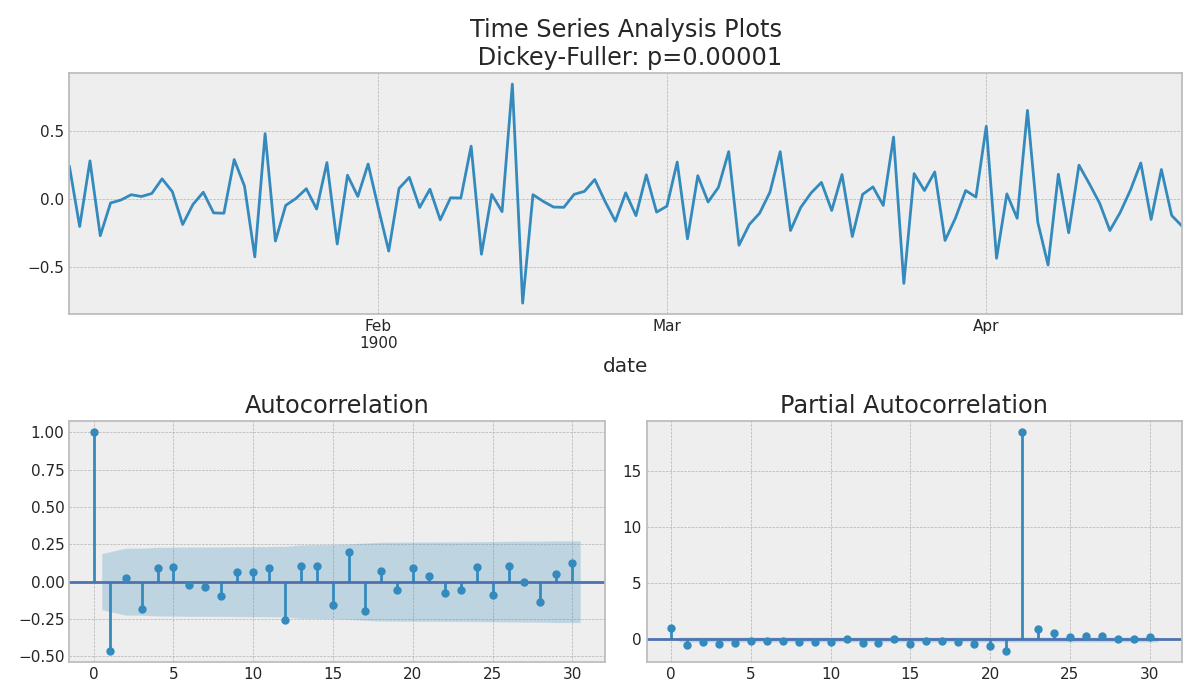 Time Series Analysis Plots
Dickey-Fuller: p=0.00001
0.5
0.0
−0.5
Feb
1900
Mar
Apr
date
Autocorrelation
1.00
0.75
0.50
0.25
0.00
−0.25
−0.50
0 5 10 15 20 25 30
Partial Autocorrelation
15
10
5
0
0 5 10 15 20 25 30